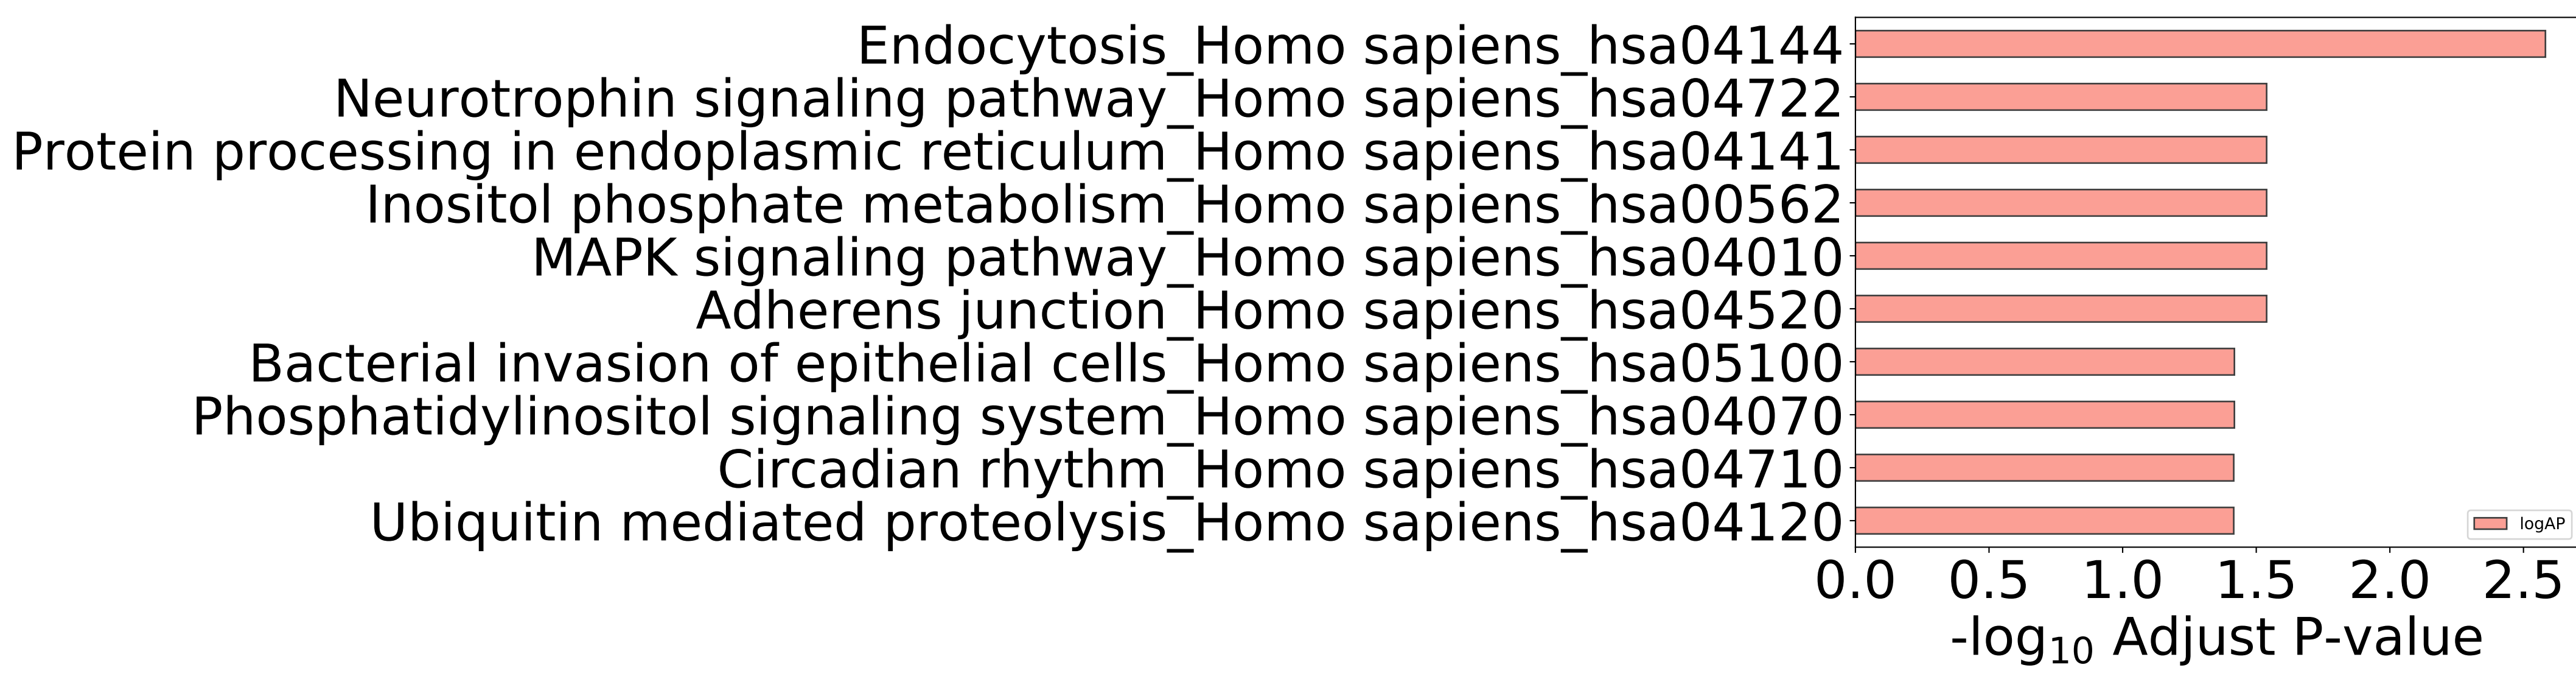 Endocytosis_Homo sapiens_hsa04144
Neurotrophin signaling pathway_Homo sapiens_hsa04722
Protein processing in endoplasmic reticulum_Homo sapiens_hsa04141
Inositol phosphate metabolism_Homo sapiens_hsa00562
MAPK signaling pathway_Homo sapiens_hsa04010
Adherens junction_Homo sapiens_hsa04520
Bacterial invasion of epithelial cells_Homo sapiens_hsa05100
Phosphatidylinositol signaling system_Homo sapiens_hsa04070
Circadian rhythm_Homo sapiens_hsa04710
Ubiquitin mediated proteolysis_Homo sapiens_hsa04120
logAP
0.0 0.5 1.0 1.5 2.0 2.5
-log10 Adjust P-value